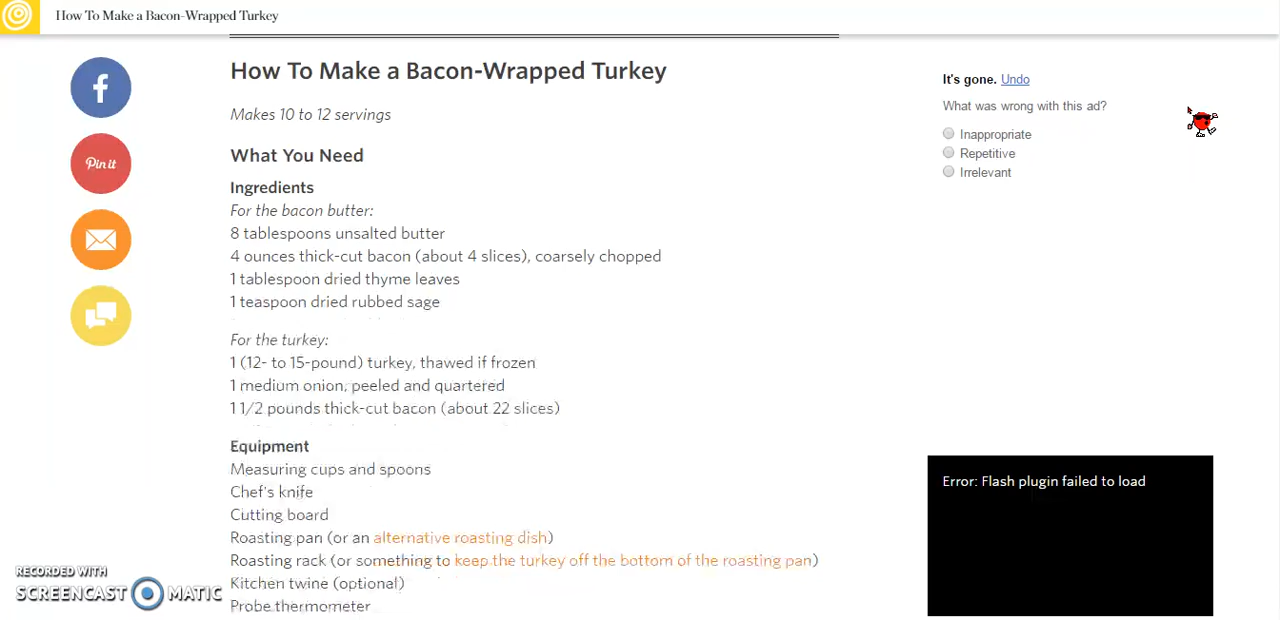 How To Make a Bacon-Wrapped Turkey
How To Make a Bacon-Wrapped Turkey
Makes 10 to 12 servings
What You Need
Ingredients
For the bacon butter:
8 tablespoons unsalted butter
4 ounces thick-cut bacon (about 4 slices), coarsely chopped
1 tablespoon dried thyme leaves
1 teaspoon dried rubbed sage
For the turkey:
1 (12- to 15-pound) turkey, thawed if frozen
1 medium onion, peeled and quartered
1 1/2 pounds thick-cut bacon (about 22 slices)
Equipment
Measuring cups and spoons
Chef's knife
Cutting board
Roasting pan (or an alternative roasting dish)
Roasting rack (or something to keep the turkey off the bottom of the roasting pan)
Kitchen twine (optional)
Probe thermometer
f
Pin it
It's gone. Undo
What was wrong with this ad?
Inappropriate
Repetitive
Irrelevant
Error: Flash plugin failed to load
RECORDED WITH
SCREENCAST MATIC